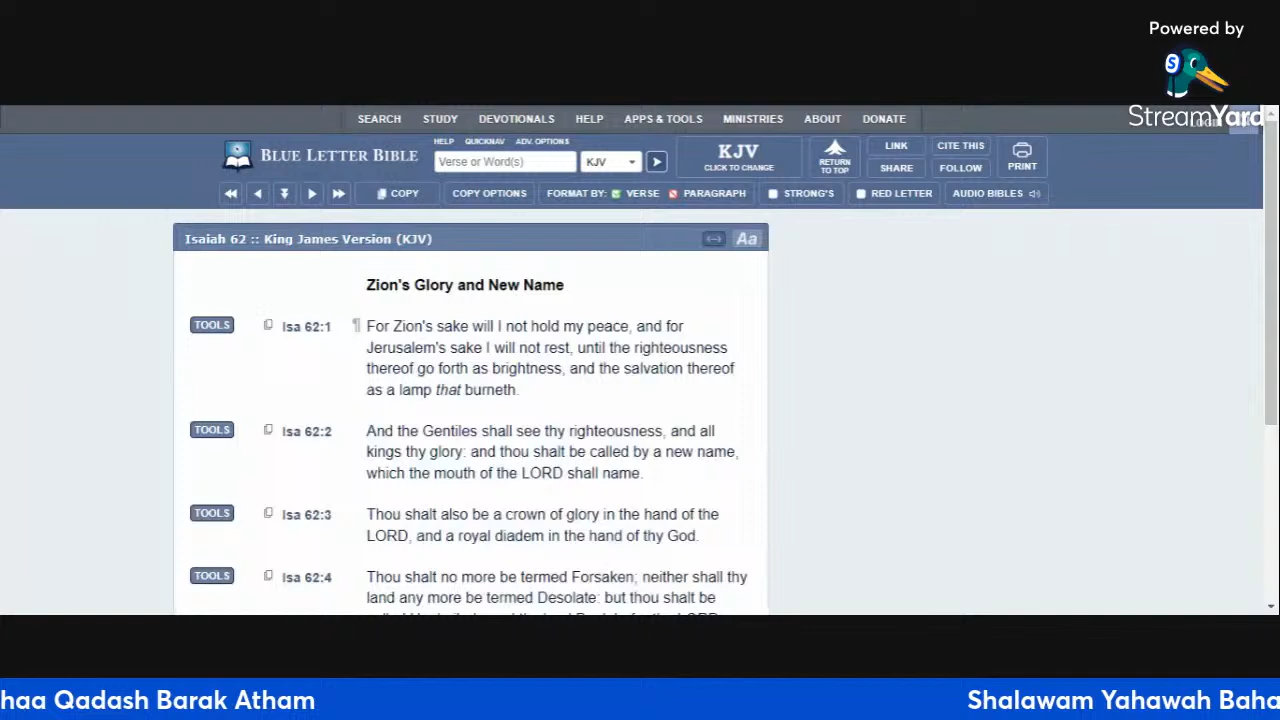 Powered by
StreamYard
SEARCH STUDY DEVOTIONALS HELP APPS & TOOLS MINISTRIES ABOUT DONATE
HELP QUICKNAV ADV. OPTIONS
BLUE LETTER BIBLE
Verse or Word(s)
KJV
KJV
CLICK TO CHANGE
RETURN
TO TOP
LINK
CITE THIS
SHARE
FOLLOW
PRINT
COPY COPY OPTIONS FORMAT BY: VERSE PARAGRAPH STRONG'S RED LETTER AUDIO BIBLES
Isaiah 62 :: King James Version (KJV)
Aa
Zion's Glory and New Name
TOOLS Isa 62:1 ¶ For Zion's sake will I not hold my peace, and for
Jerusalem's sake I will not rest, until the righteousness
thereof go forth as brightness, and the salvation thereof
as a lamp that burneth.
TOOLS Isa 62:2 And the Gentiles shall see thy righteousness, and all
kings thy glory: and thou shalt be called by a new name,
which the mouth of the LORD shall name.
TOOLS Isa 62:3 Thou shalt also be a crown of glory in the hand of the
LORD, and a royal diadem in the hand of thy God.
TOOLS Isa 62:4 Thou shalt no more be termed Forsaken; neither shall thy
land any more be termed Desolate: but thou shalt be
haa Qadash Barak Atham
Shalawam Yahawah Baha